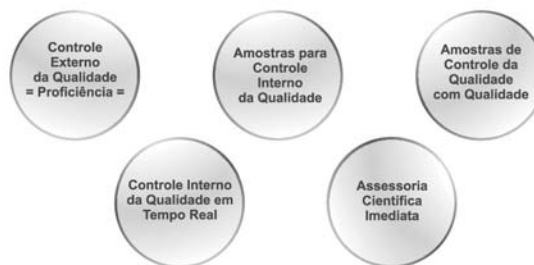 Controle
Externo
da Qualidade
= Proficiência =
Amostras para
Controle
Interno
da Qualidade
Amostras de
Controle da
Qualidade
com Qualidade
Controle Interno
da Qualidade em
Tempo Real
Assessoria
Científica
Imediata